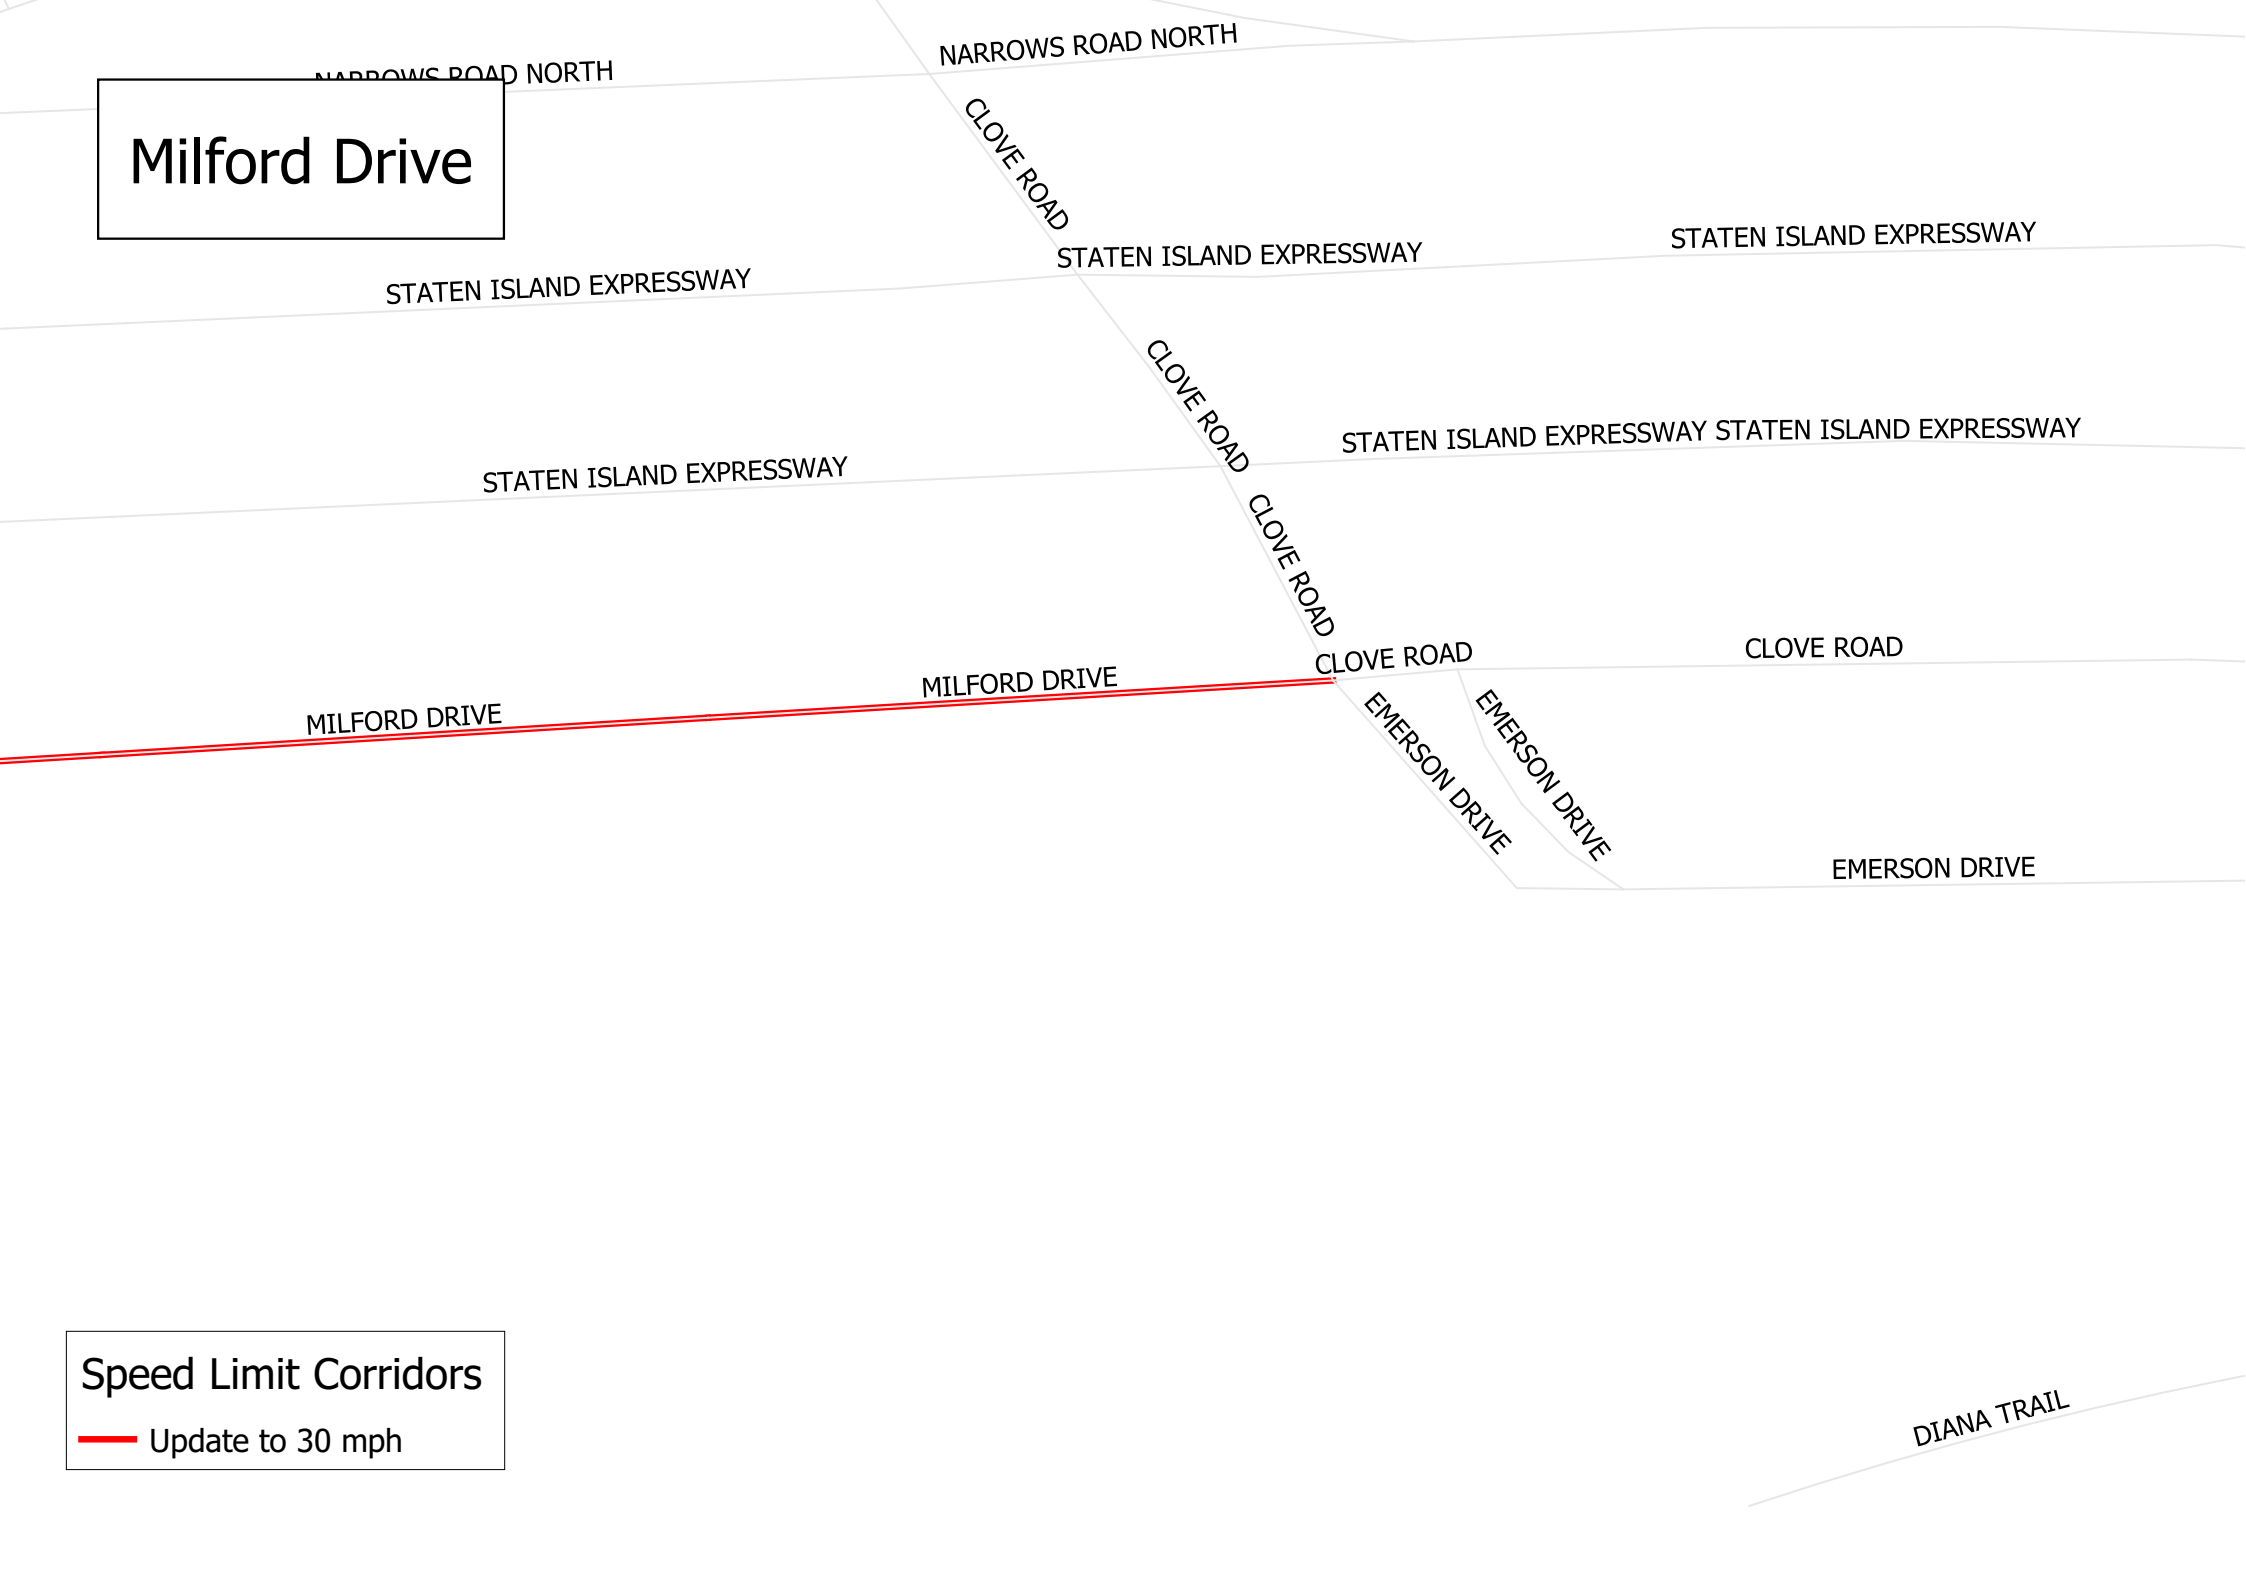 NARROWS ROAD NORTH
NARROWS ROAD NORTH
Milford Drive
CLOVE ROAD
STATEN ISLAND EXPRESSWAY
STATEN ISLAND EXPRESSWAY
STATEN ISLAND EXPRESSWAY
CLOVE ROAD
STATEN ISLAND EXPRESSWAY
STATEN ISLAND EXPRESSWAY STATEN ISLAND EXPRESSWAY
CLOVE ROAD
CLOVE ROAD
CLOVE ROAD
MILFORD DRIVE
MILFORD DRIVE
EMERSON DRIVE
EMERSON DRIVE
EMERSON DRIVE
Speed Limit Corridors
Update to 30 mph
DIANA TRAIL